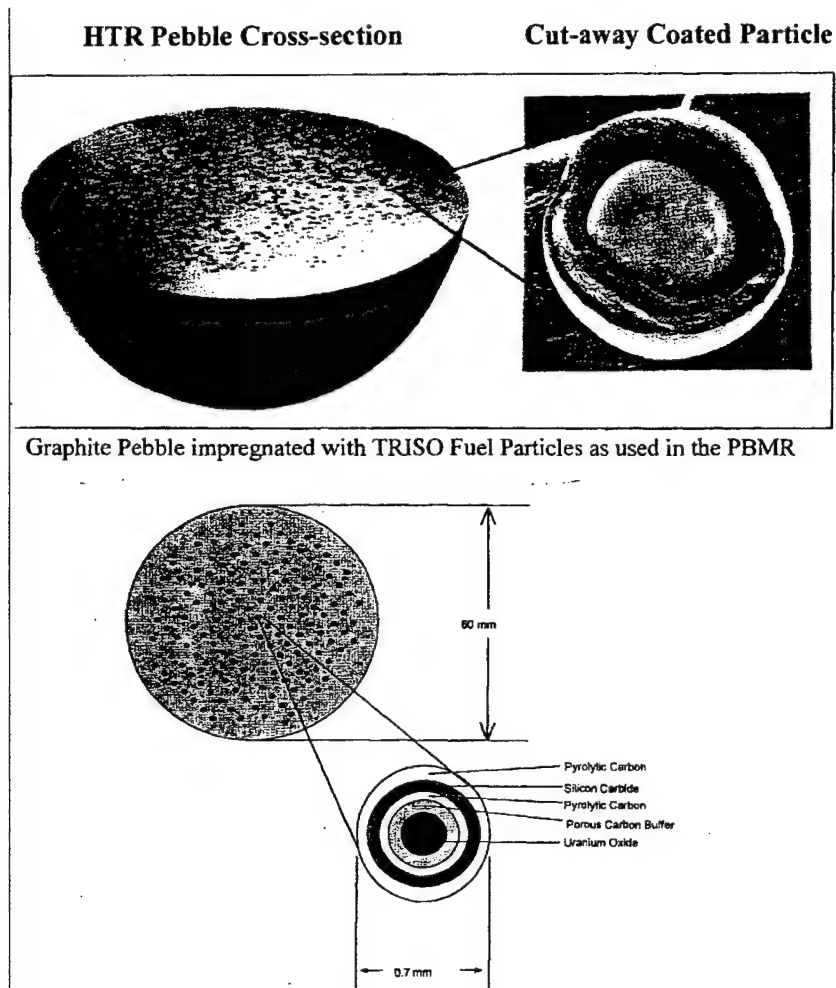 HTR Pebble Cross-section
Cut-away Coated Particle
Graphite Pebble impregnated with TRISO Fuel Particles as used in the PBMR
60 mm
Pyrolytic Carbon
Silicon Carbide
Pyrolytic Carbon
Porous Carbon Buffer
Uranium Oxide
0.7 mm